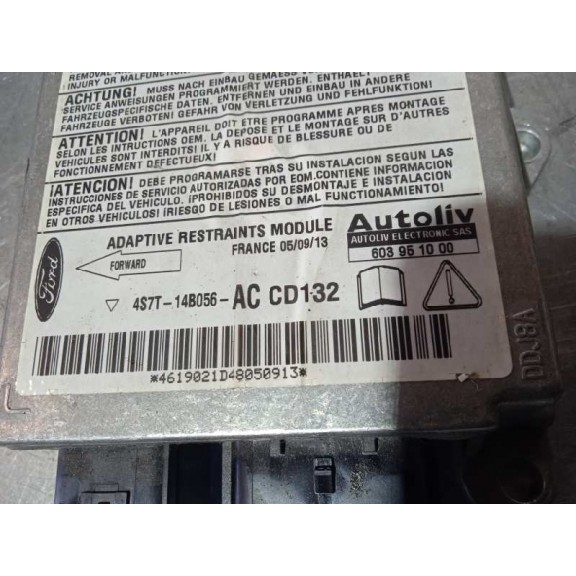 REMOVAL AND
INJURY OR MALFUNCTION
ACHTUNG! MUSS NACH EINBAU GEMAESS
SERVICE ANWEISUNGEN PROGRAMMIERT WERDEN, ENTHAELT
FAHRZEUGSPEZIFISCHE DATEN, ENTFERNEN UND EINBAU IN ANDERE
FAHRZEUGE VERBOTEN! GEFAHR VON VERLETZUNG UND FEHLFUNKTION!
ATTENTION! L'APPAREIL DOIT ETRE PROGRAMME APRES MONTAGE
SELON LES INTRUCTIONS OEM. LA DEPOSE ET LE MONTAGE SUR D'AUTRES
VEHICULES SONT INTERDITS! IL Y A RISQUE DE BLESSURE OU DE
FONCTIONNEMENT DEFECTUEUX!
¡ATENCION! DEBE PROGRAMARSE TRAS SU INSTALACION SEGUN LAS
INSTRUCCIONES DE SERVICIO AUTORIZADAS POR EOM. CONTIENE INFORMACION
ESPECIFICA DEL VEHICULO. ¡PROHIBIDOS SU DESMONTAJE E INSTALACION
EN OTROS VEHICULOS! ¡RIESGO DE LESIONES O MAL FUNCIONAMIENTO!
Ford
FORWARD
ADAPTIVE RESTRAINTS MODULE
FRANCE 05/09/13
Autoliv
AUTOLIV ELECTRONIC SAS
603 95 10 00
4S7T-14B056-AC CD132
*4619021D48050913*
DDJ8A